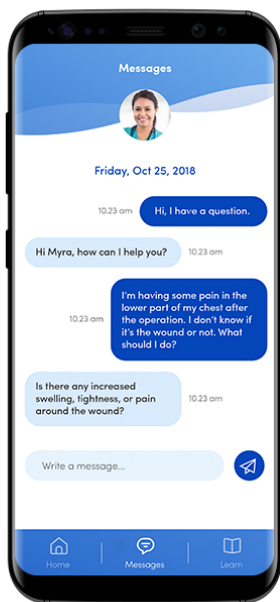 Messages
Friday, Oct 25, 2018
10.23 am
Hi, I have a question.
Hi Myra, how can I help you?
10.23 am
10.23 am
I'm having some pain in the
lower part of my chest after
the operation. I don't know if
it's the wound or not. What
should I do?
Is there any increased
swelling, tightness, or pain
around the wound?
10.23 am
Write a message...
Home
Messages
Learn